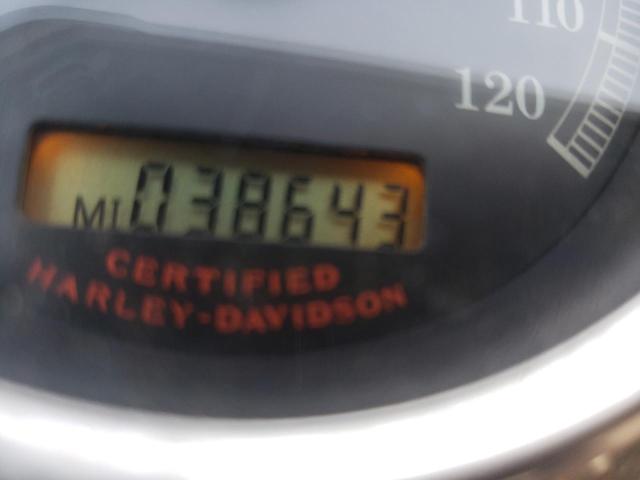 110
120
MI 038643
CERTIFIED
HARLEY-DAVIDSON